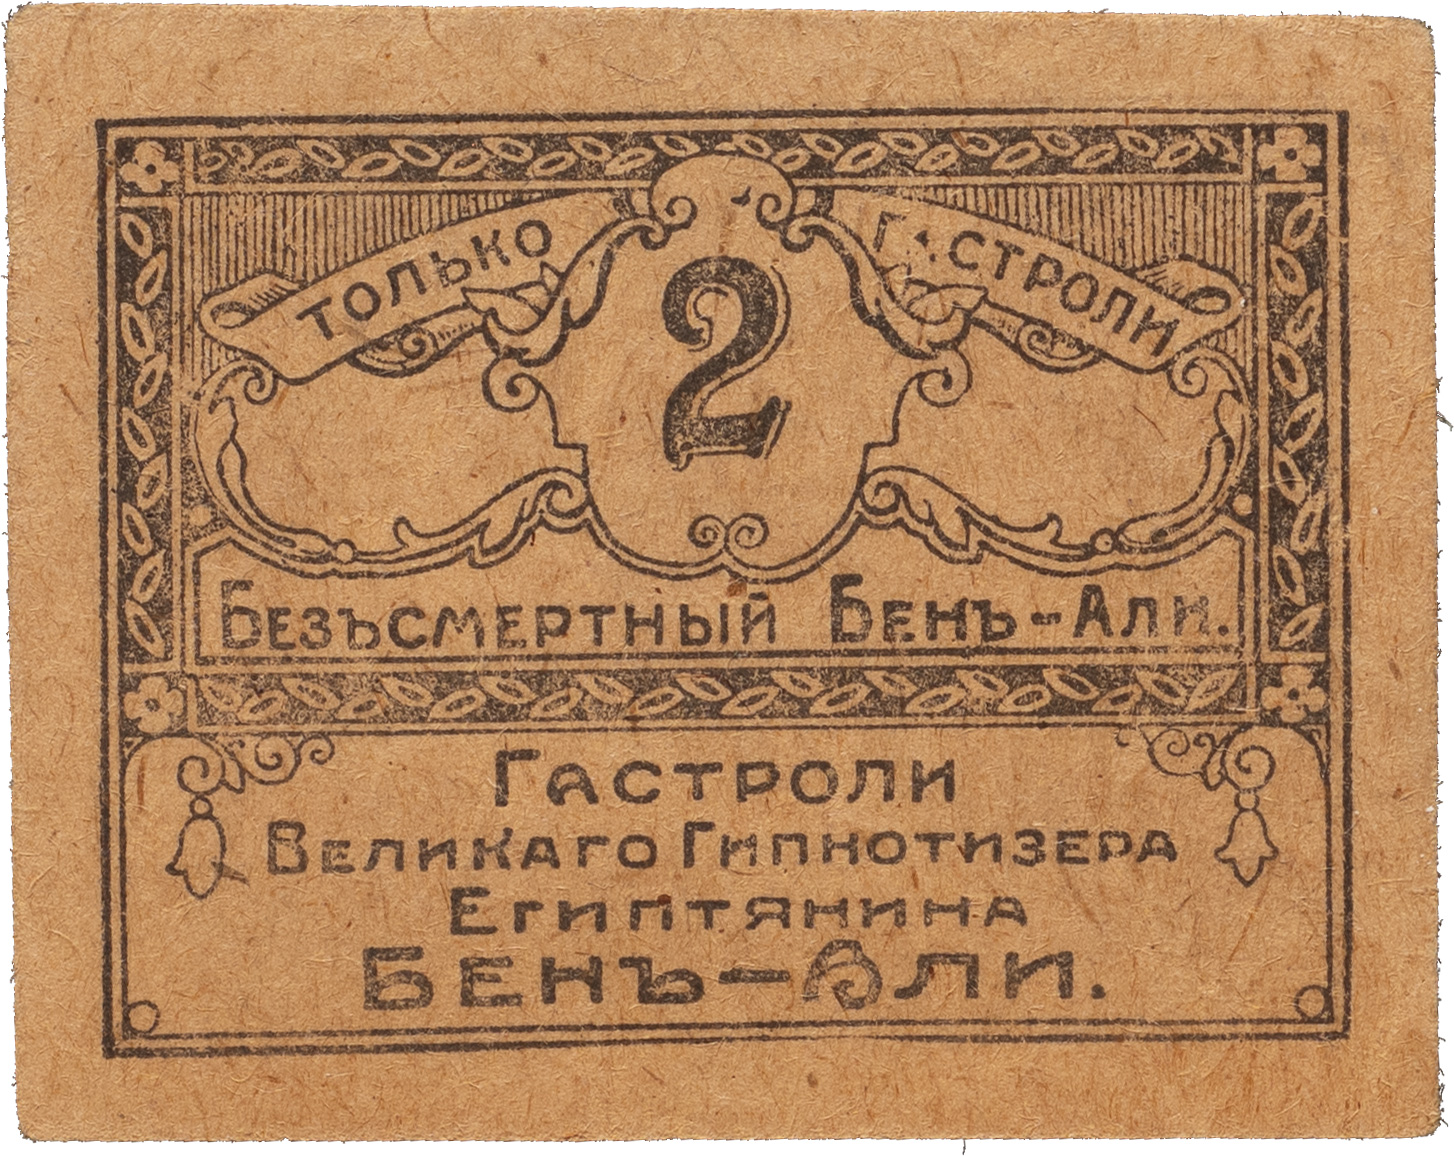 ТОЛЬКО 2 ГАСТРОЛИ
БЕЗЪСМЕРТНЫЙ БЕНЪ-АЛИ.
ГАСТРОЛИ
ВЕЛИКАГО ГИПНОТИЗЕРА
ЕГИПТЯНИНА
БЕНЪ-АЛИ.